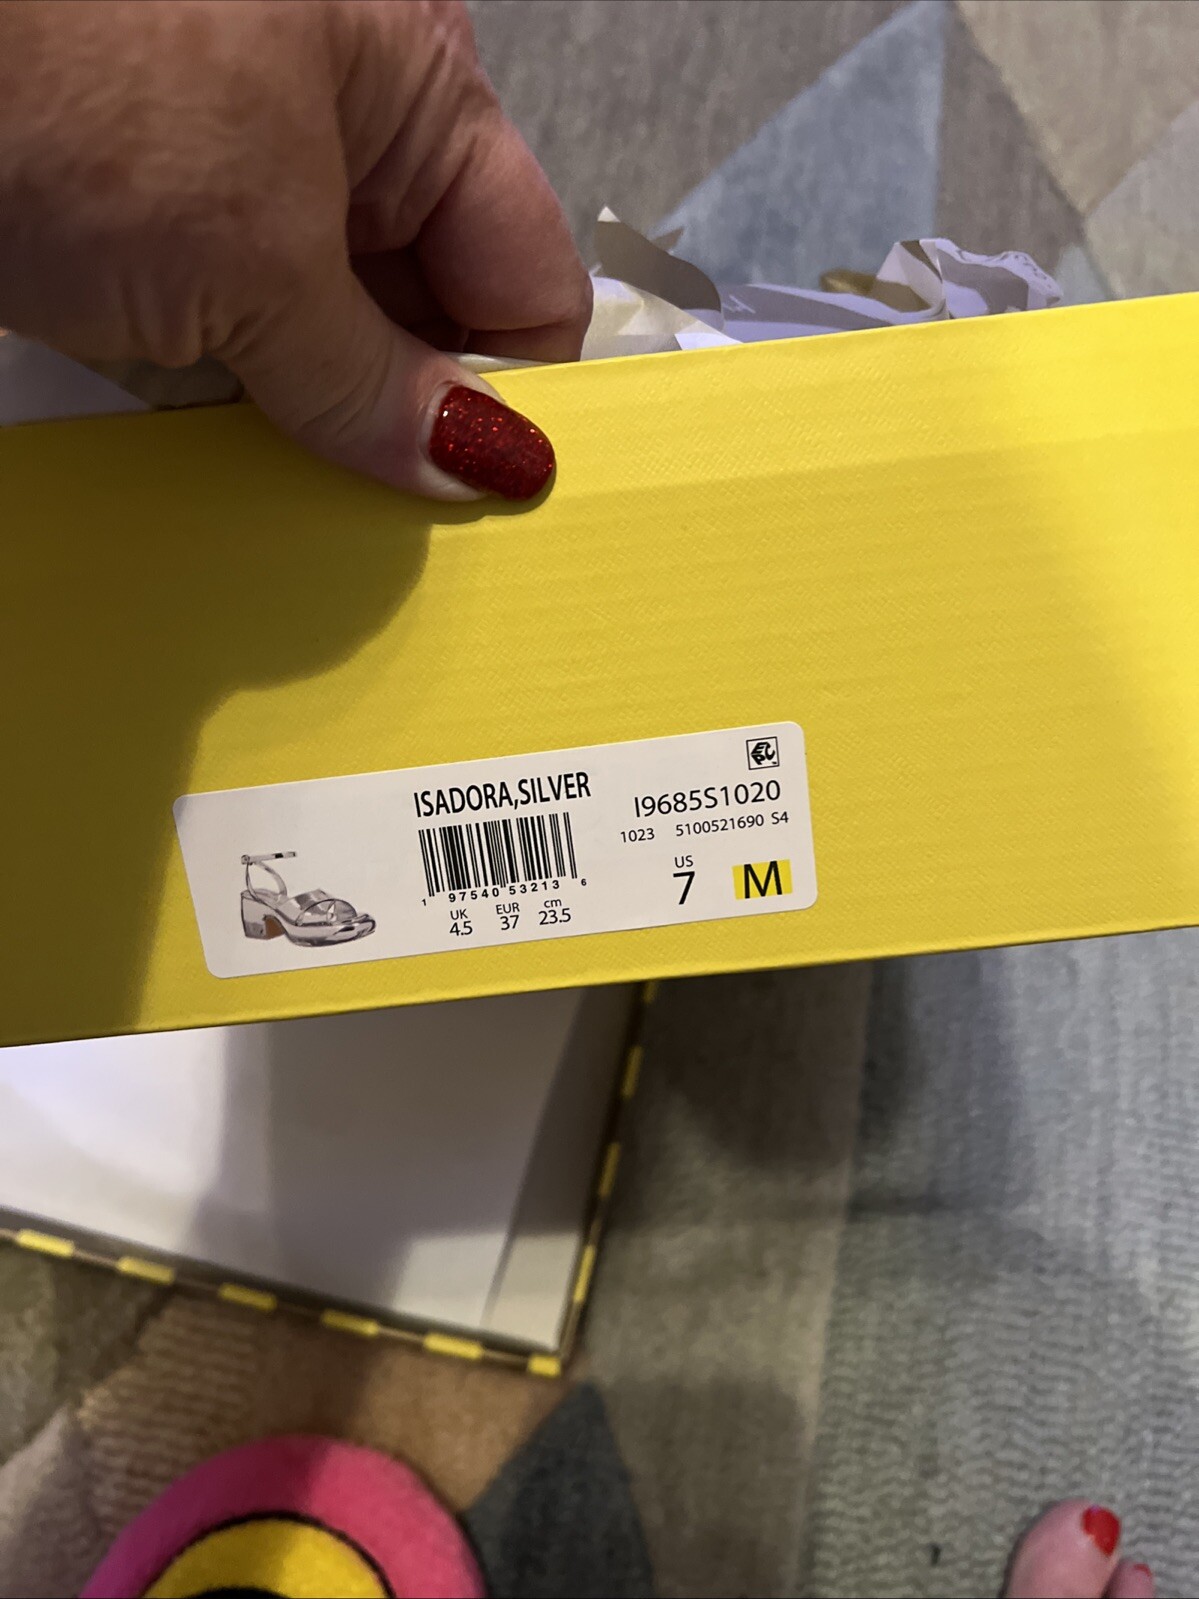 ISADORA,SILVER
I9685S1020
1023 5100521690 S4
1 97540 53213 6
UK EUR cm
4.5 37 23.5
US
7 M